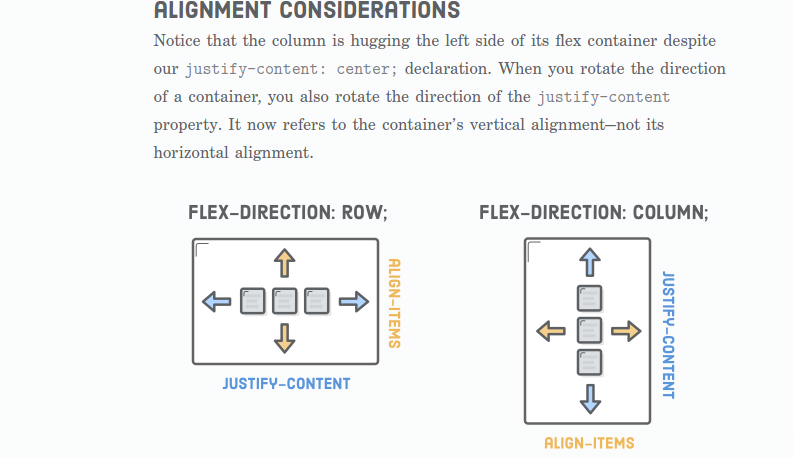 ALIGNMENT CONSIDERATIONS
Notice that the column is hugging the left side of its flex container despite
our justify-content: center; declaration. When you rotate the direction
of a container, you also rotate the direction of the justify-content
property. It now refers to the container’s vertical alignment—not its
horizontal alignment.
FLEX-DIRECTION: ROW;
ALIGN-ITEMS
JUSTIFY-CONTENT
FLEX-DIRECTION: COLUMN;
JUSTIFY-CONTENT
ALIGN-ITEMS